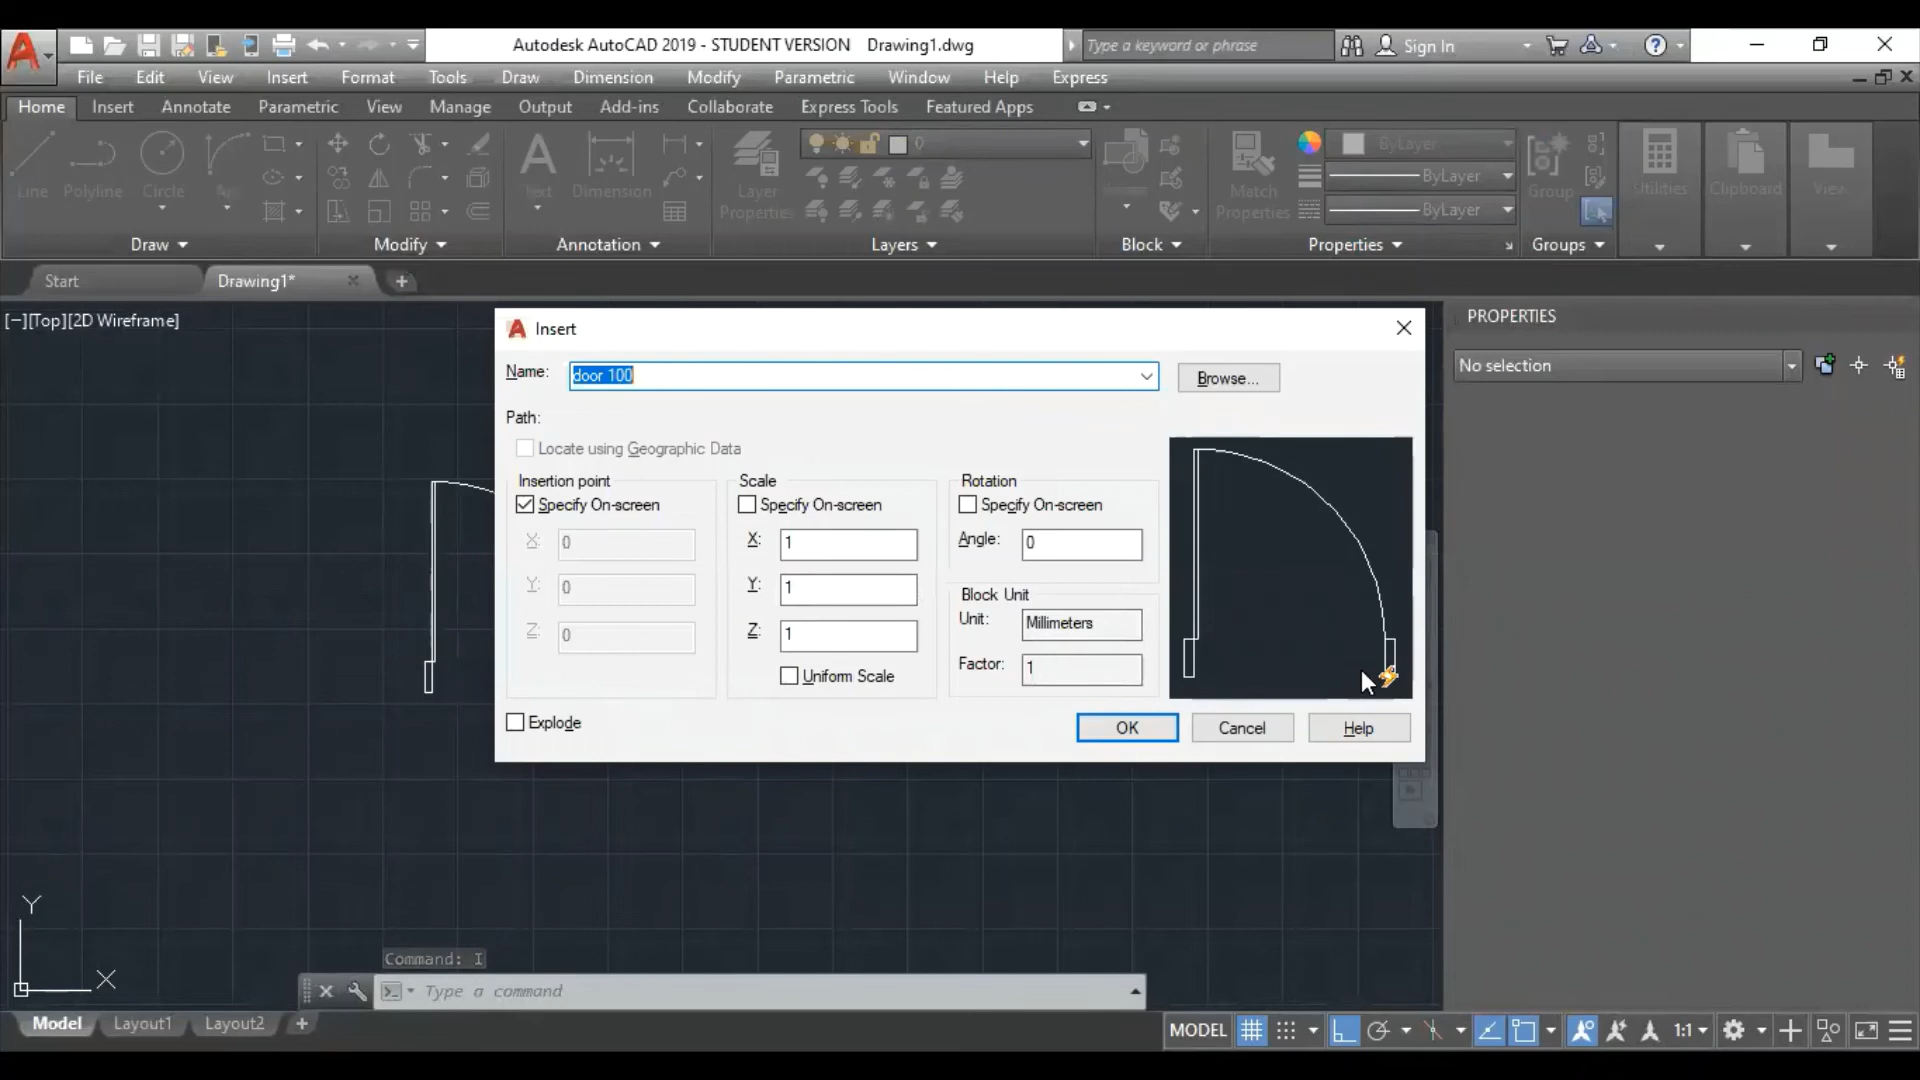 Autodesk AutoCAD 2019 - STUDENT VERSION Drawing1.dwg
Type a keyword or phrase
Sign In
File Edit View Insert Format Tools Draw Dimension Modify Parametric Window Help Express
Home Insert Annotate Parametric View Manage Output Add-ins Collaborate Express Tools Featured Apps
0
ByLayer
Line Polyline Circle Arc Text Dimension Layer Properties Match Properties ByLayer Group Utilities Clipboard View
ByLayer
Draw Modify Annotation Layers Block Properties Groups
Start Drawing1*
[−][Top][2D Wireframe]
PROPERTIES
No selection
Insert
Name: door 100 Browse...
Path:
Locate using Geographic Data
Insertion point Scale Rotation
Specify On-screen Specify On-screen Specify On-screen
X: 0 X: 1 Angle: 0
Y: 0 Y: 1 Block Unit
Unit: Millimeters
Z: 0 Z: 1
Factor: 1
Uniform Scale
Explode OK Cancel Help
Y
X
Command: I
Type a command
Model Layout1 Layout2
MODEL 1:1